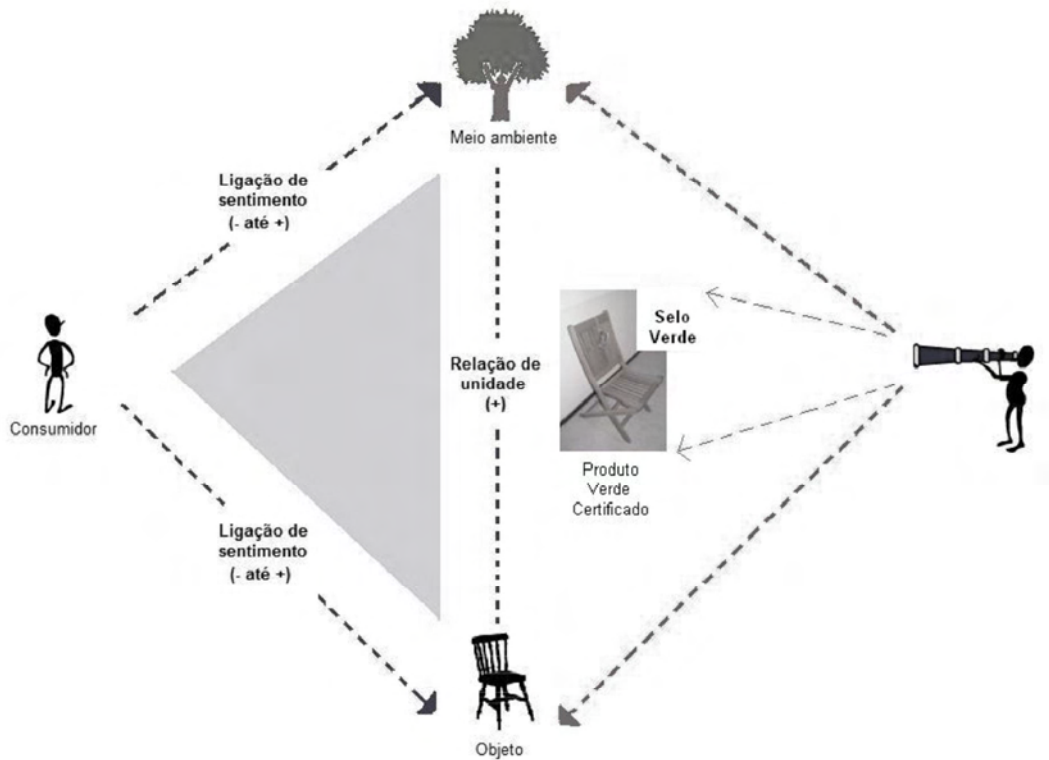 Meio ambiente
Ligação de
sentimento
(- até +)
Selo
Verde
Relação de
unidade
(+)
Consumidor
Produto
Verde
Certificado
Ligação de
sentimento
(- até +)
Objeto